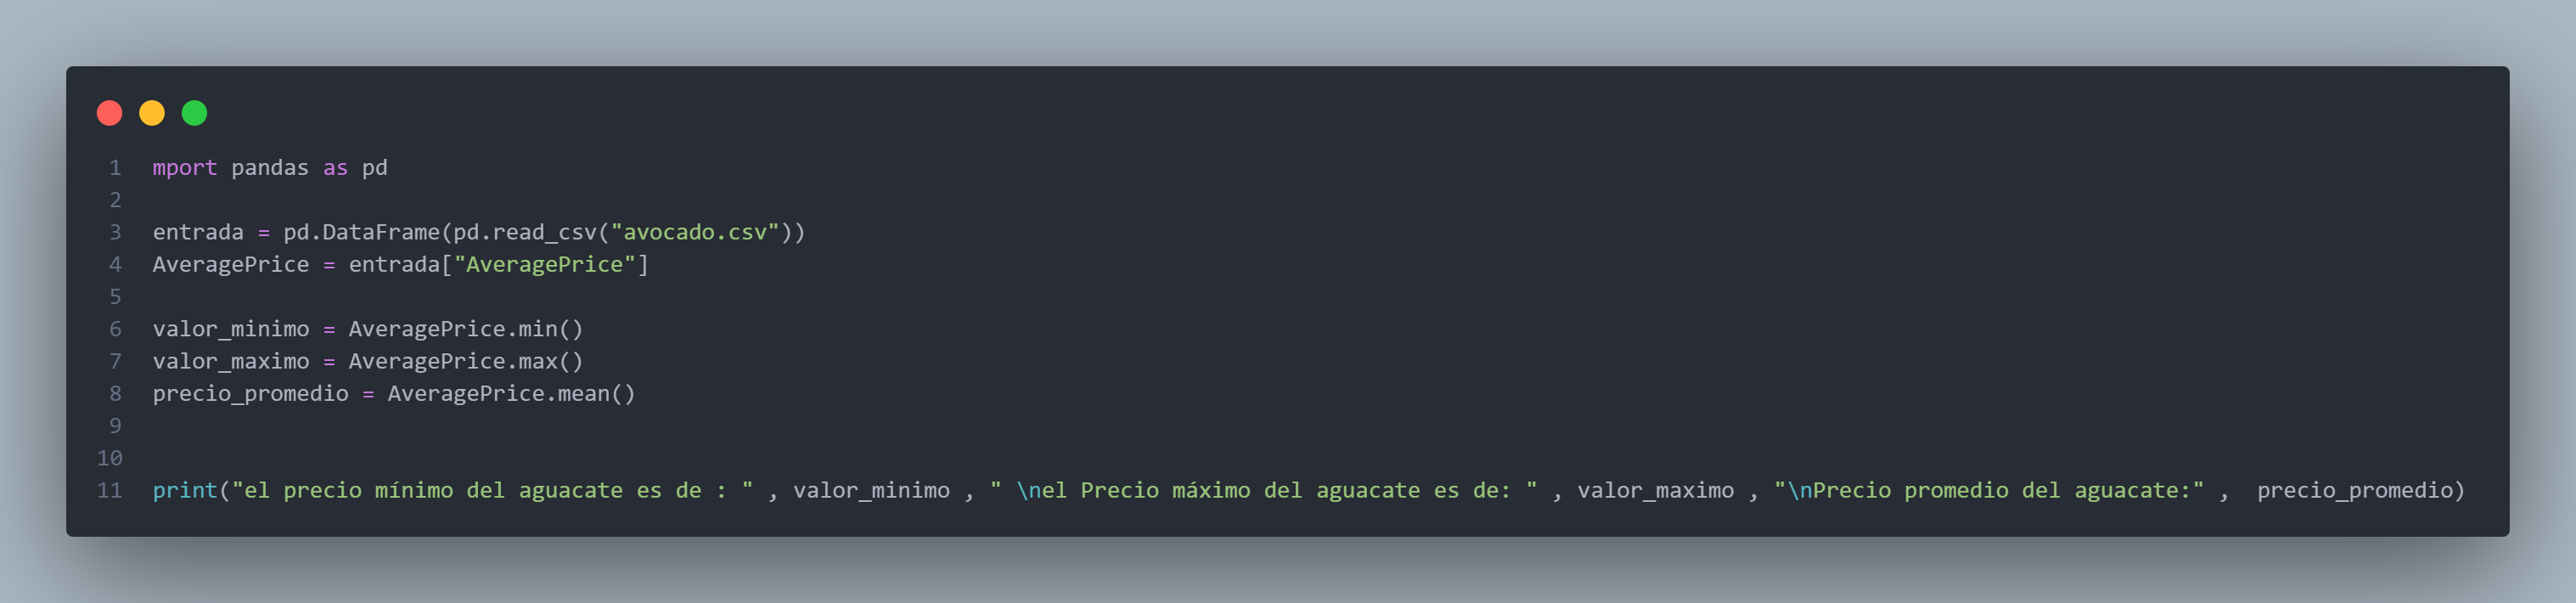 1 mport pandas as pd
2
3 entrada = pd.DataFrame(pd.read_csv("avocado.csv"))
4 AveragePrice = entrada["AveragePrice"]
5
6 valor_minimo = AveragePrice.min()
7 valor_maximo = AveragePrice.max()
8 precio_promedio = AveragePrice.mean()
9
10
11 print("el precio mínimo del aguacate es de : " , valor_minimo , " \nel Precio máximo del aguacate es de: " , valor_maximo , "\nPrecio promedio del aguacate:" ,  precio_promedio)